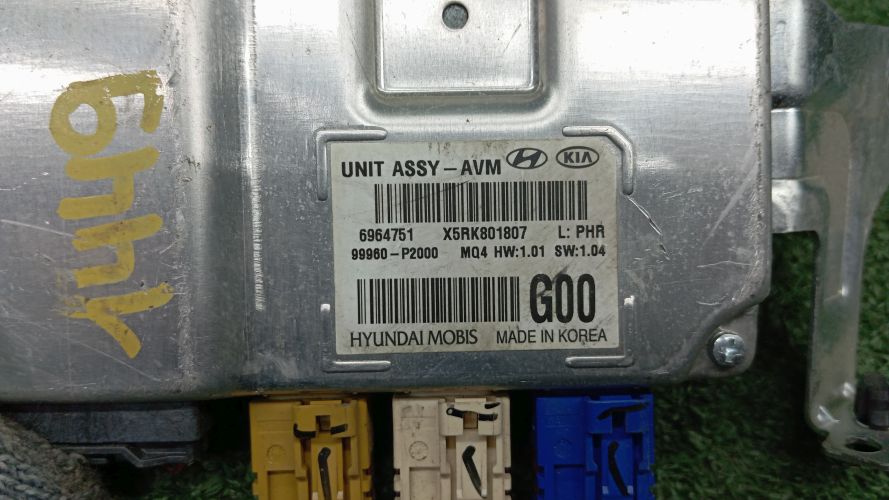 UNIT ASSY-AVM KIA
6964751 X5RK801807 L: PHR
99960-P2000 MQ4 HW:1.01 SW:1.04
G00
HYUNDAI MOBIS MADE IN KOREA